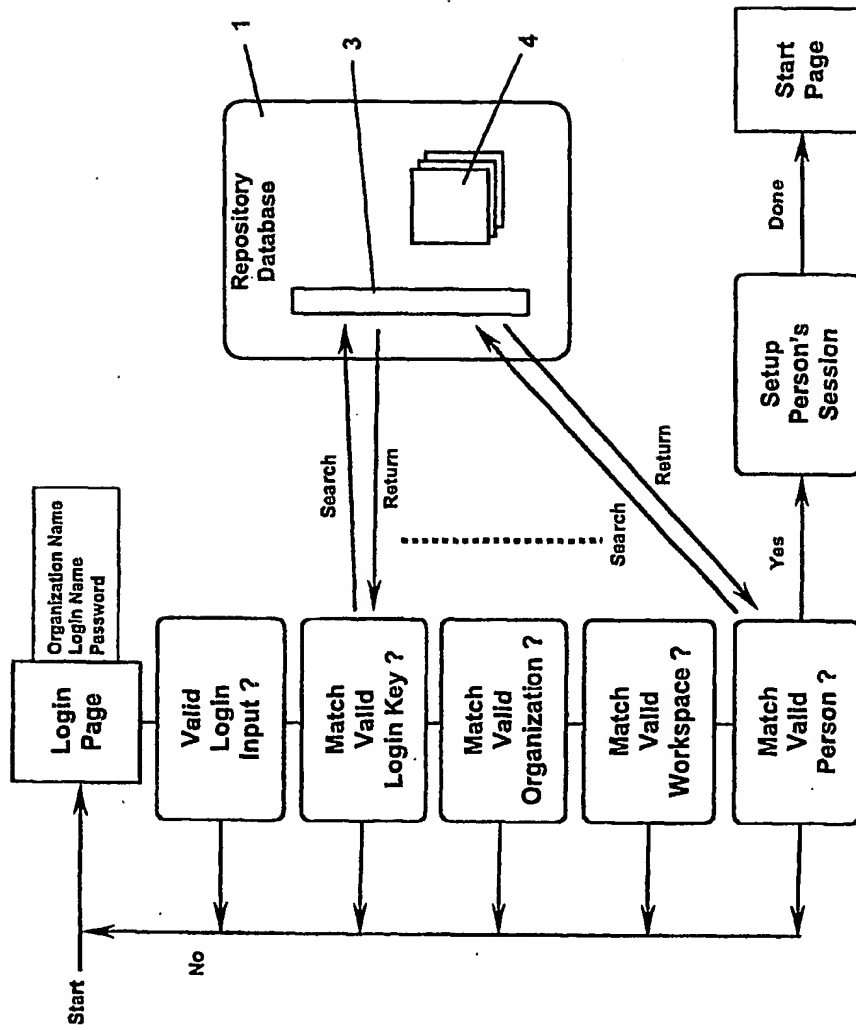 Start
No
Login
Page
Organization Name
Login Name
Password
Valid
Login
Input ?
Match
Valid
Login Key ?
Match
Valid
Organization ?
Match
Valid
Workspace ?
Match
Valid
Person ?
Search
Return
Search
Return
Repository
Database
1
3
4
Yes
Setup
Person's
Session
Done
Start
Page